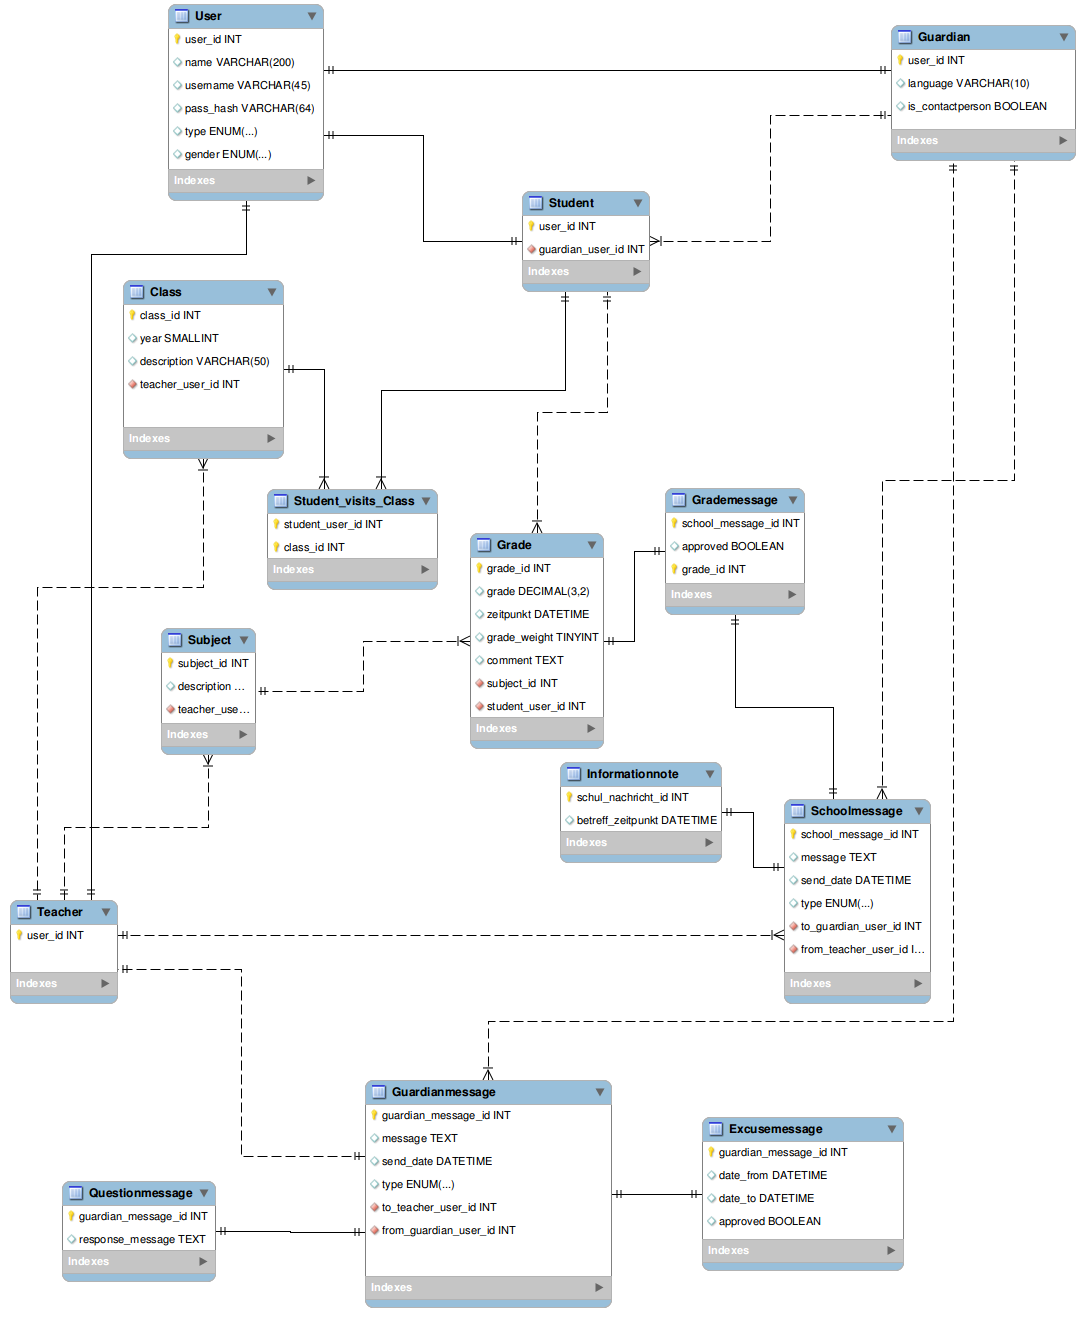 User
user_id INT
name VARCHAR(200)
username VARCHAR(45)
pass_hash VARCHAR(64)
type ENUM(...)
gender ENUM(...)
Indexes
Guardian
user_id INT
language VARCHAR(10)
is_contactperson BOOLEAN
Indexes
Student
user_id INT
guardian_user_id INT
Indexes
Class
class_id INT
year SMALLINT
description VARCHAR(50)
teacher_user_id INT
Indexes
Student_visits_Class
student_user_id INT
class_id INT
Indexes
Grademessage
school_message_id INT
approved BOOLEAN
grade_id INT
Indexes
Grade
grade_id INT
grade DECIMAL(3,2)
zeitpunkt DATETIME
grade_weight TINYINT
comment TEXT
subject_id INT
student_user_id INT
Indexes
Subject
subject_id INT
description ...
teacher_use...
Indexes
Informationnote
schul_nachricht_id INT
betreff_zeitpunkt DATETIME
Indexes
Schoolmessage
school_message_id INT
message TEXT
send_date DATETIME
type ENUM(...)
to_guardian_user_id INT
from_teacher_user_id I...
Indexes
Teacher
user_id INT
Indexes
Guardianmessage
guardian_message_id INT
message TEXT
send_date DATETIME
type ENUM(...)
to_teacher_user_id INT
from_guardian_user_id INT
Indexes
Excusemessage
guardian_message_id INT
date_from DATETIME
date_to DATETIME
approved BOOLEAN
Indexes
Questionmessage
guardian_message_id INT
response_message TEXT
Indexes